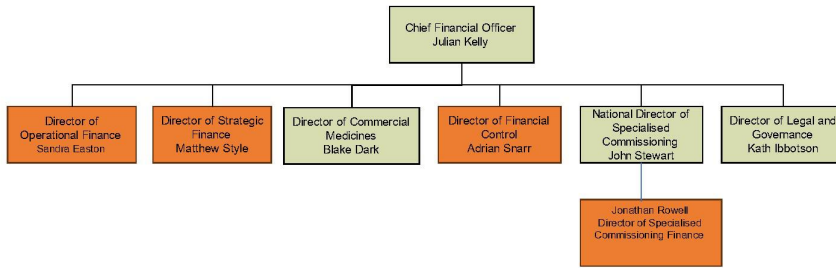 Chief Financial Officer
Julian Kelly
Director of
Operational Finance
Sandra Easton
Director of Strategic
Finance
Matthew Style
Director of Commercial
Medicines
Blake Dark
Director of Financial
Control
Adrian Snarr
National Director of
Specialised
Commissioning
John Stewart
Director of Legal and
Governance
Kath Ibbotson
Jonathan Rowell
Director of Specialised
Commissioning Finance